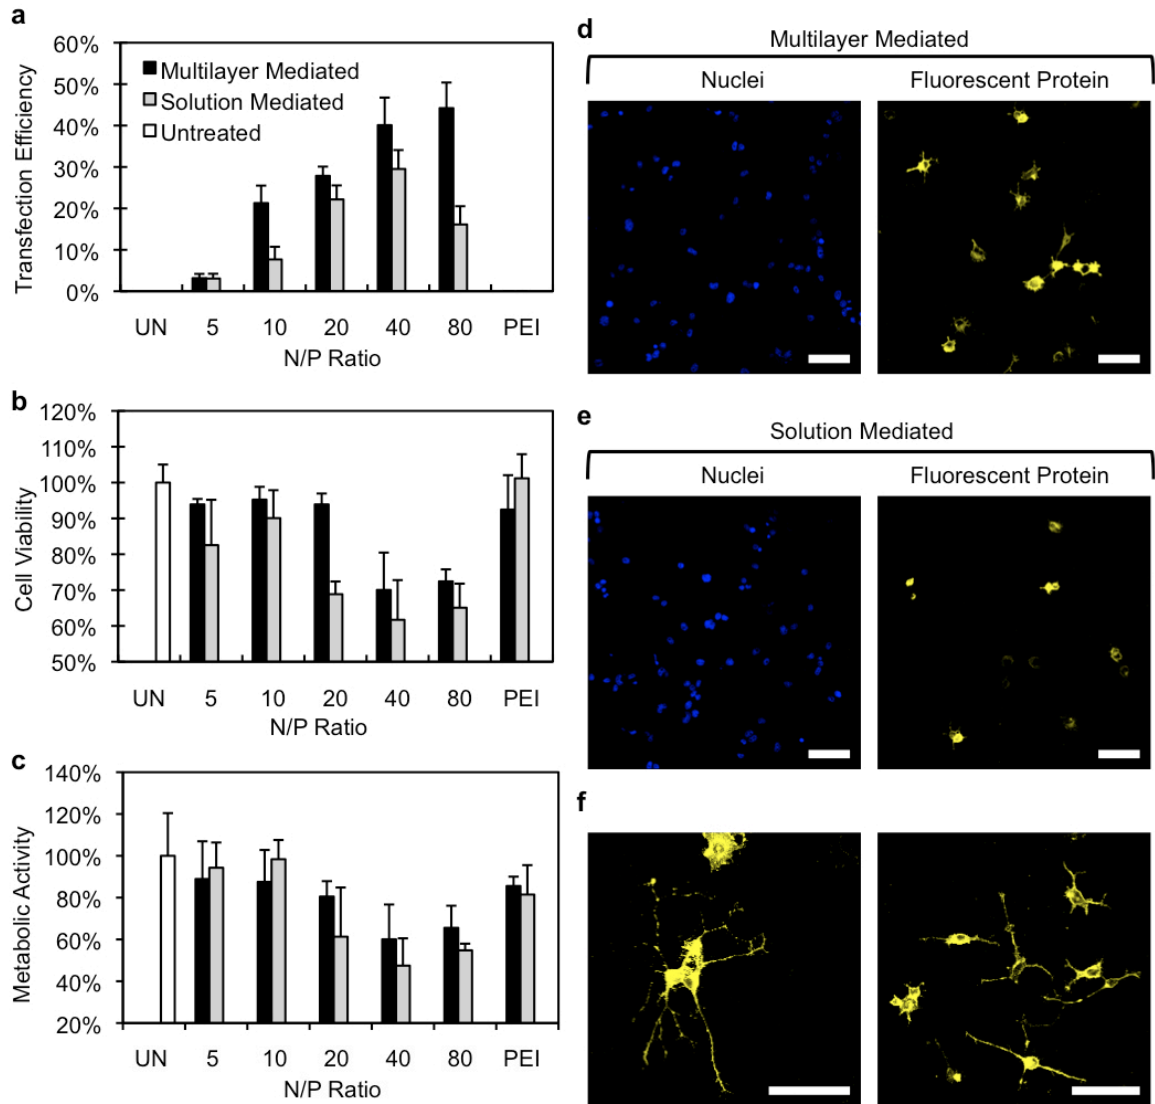 a
60%
50%
40%
30%
20%
10%
0%
Transfection Efficiency
Multilayer Mediated
Solution Mediated
Untreated
UN 5 10 20 40 80 PEI
N/P Ratio
b
120%
110%
100%
90%
80%
70%
60%
50%
Cell Viability
UN 5 10 20 40 80 PEI
N/P Ratio
c
140%
120%
100%
80%
60%
40%
20%
Metabolic Activity
UN 5 10 20 40 80 PEI
N/P Ratio
d
Multilayer Mediated
Nuclei Fluorescent Protein
e
Solution Mediated
Nuclei Fluorescent Protein
f